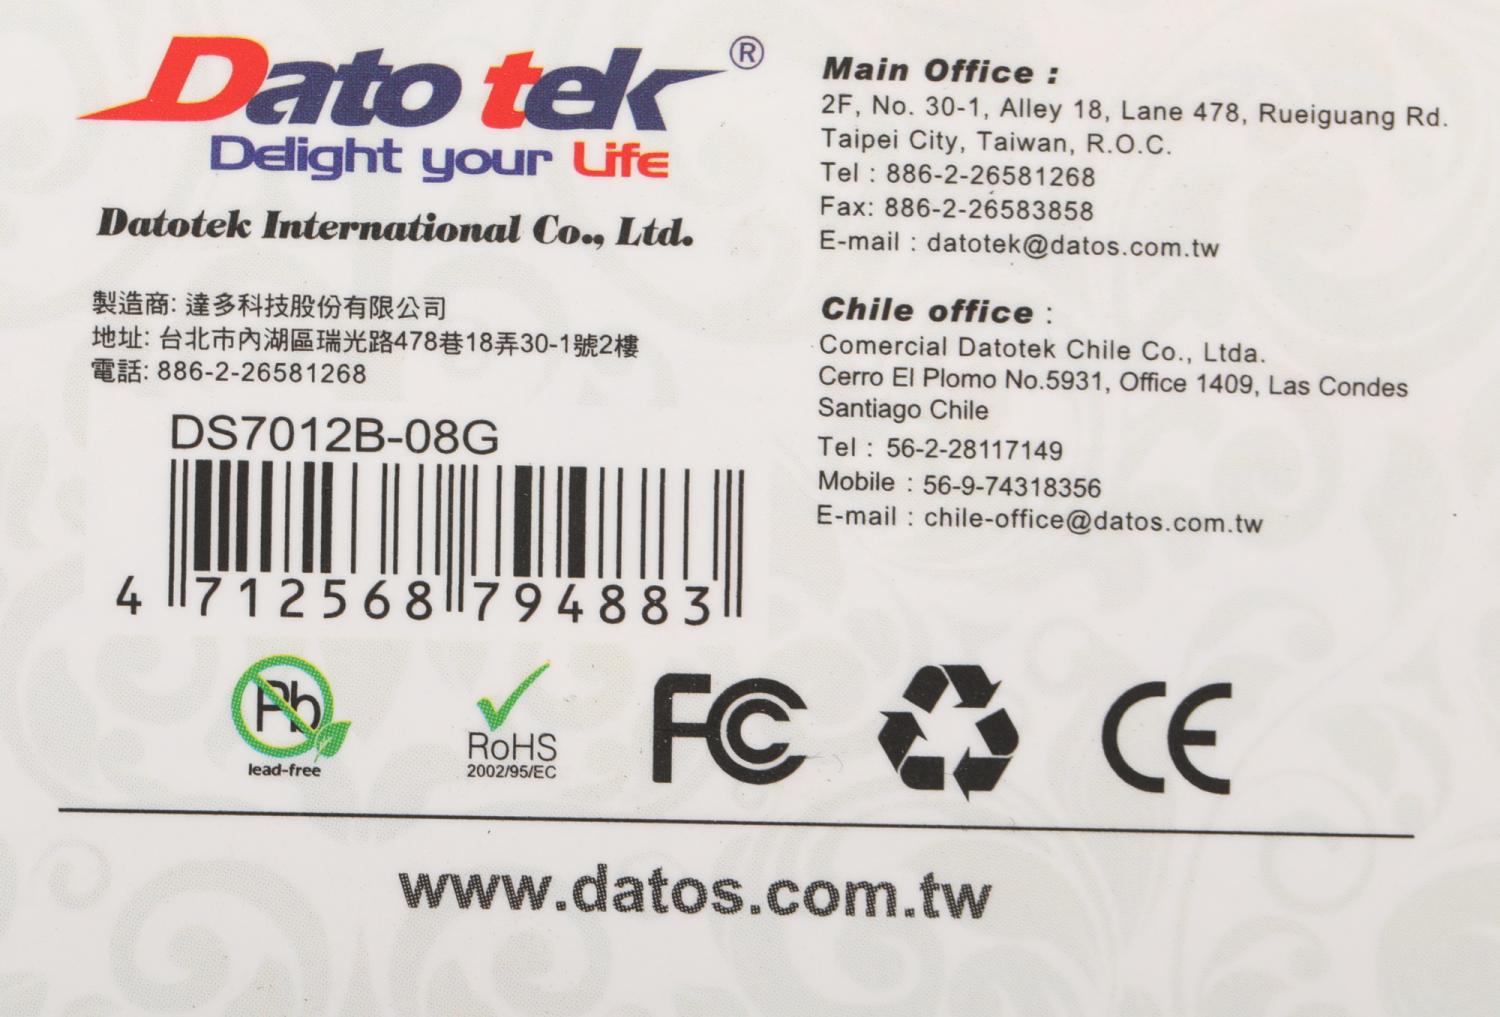 Dato tek®
Delight your Life
Datotek International Co., Ltd.
製造商: 達多科技股份有限公司
地址: 台北市內湖區瑞光路478巷18弄30-1號2樓
電話: 886-2-26581268
DS7012B-08G
4 712568 794883
Main Office :
2F, No. 30-1, Alley 18, Lane 478, Rueiguang Rd.
Taipei City, Taiwan, R.O.C.
Tel : 886-2-26581268
Fax: 886-2-26583858
E-mail : datotek@datos.com.tw
Chile office :
Comercial Datotek Chile Co., Ltda.
Cerro El Plomo No.5931, Office 1409, Las Condes
Santiago Chile
Tel : 56-2-28117149
Mobile : 56-9-74318356
E-mail : chile-office@datos.com.tw
Pb
lead-free
RoHS
2002/95/EC
FC
CE
www.datos.com.tw